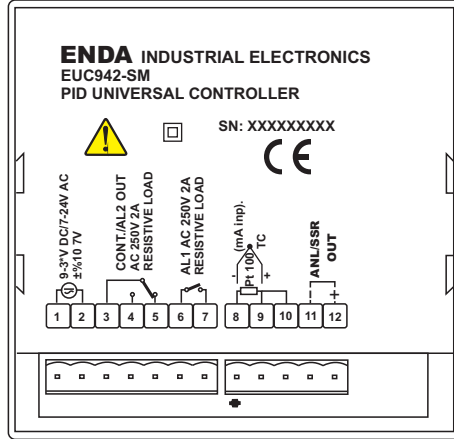 ENDA INDUSTRIAL ELECTRONICS
EUC942-SM
PID UNIVERSAL CONTROLLER
SN: XXXXXXXXX
CE
9-3*V DC/7-24V AC
±%10 7V
CONT./AL2 OUT
AC 250V 2A
RESISTIVE LOAD
AL1 AC 250V 2A
RESISTIVE LOAD
- Pt 100 +
(mA inp).
TC
ANL/SSR
OUT
- +
1 2 3 4 5 6 7 8 9 10 11 12